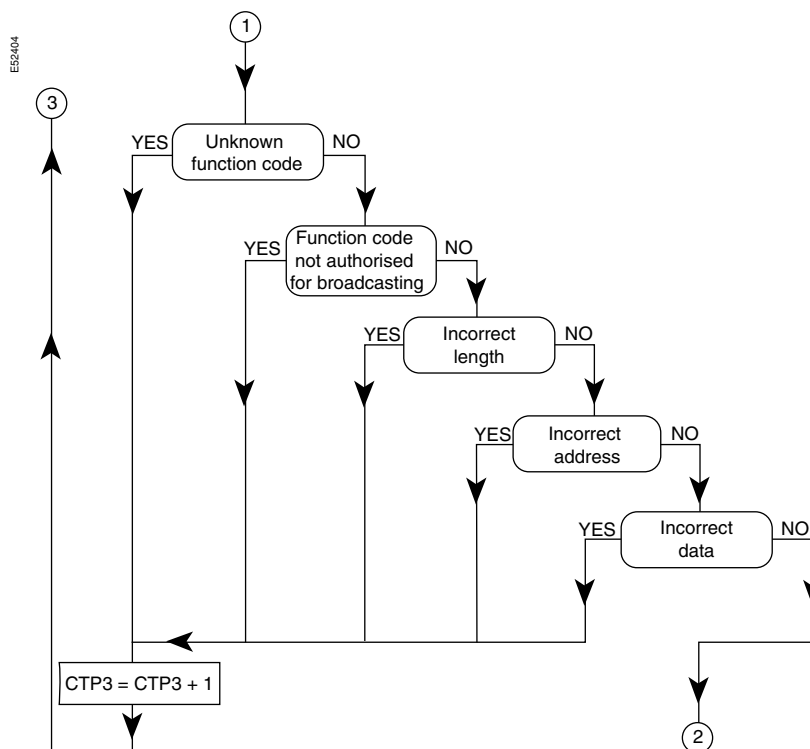 E52404
1
3
YES
Unknown
function code
NO
YES
Function code
not authorised
for broadcasting
NO
YES
Incorrect
length
NO
YES
Incorrect
address
NO
YES
Incorrect
data
NO
CTP3 = CTP3 + 1
2